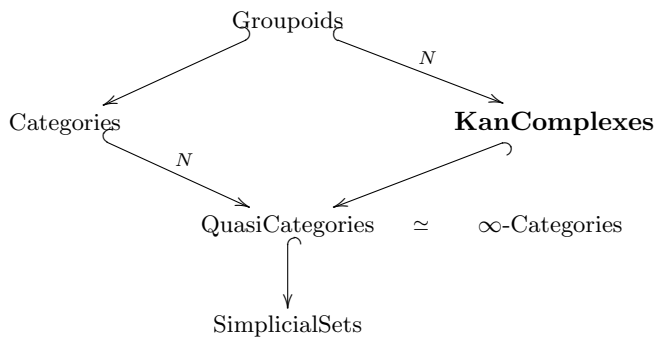 Groupoids
N
Categories KanComplexes
N
QuasiCategories ≃ ∞-Categories
SimplicialSets